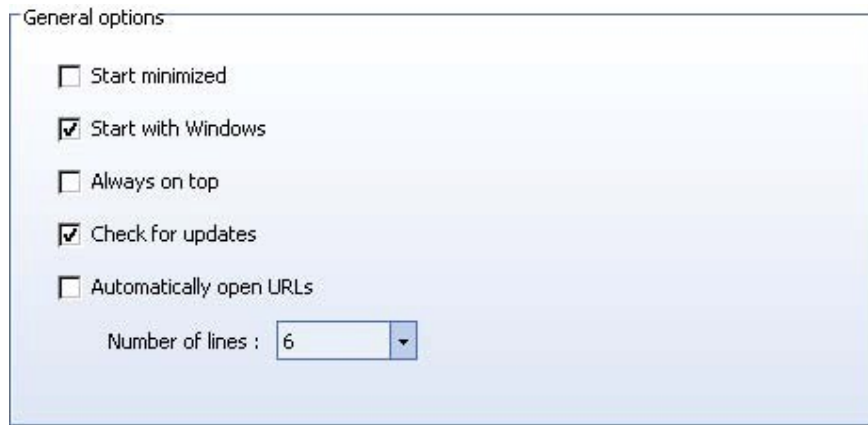 General options
Start minimized
Start with Windows
Always on top
Check for updates
Automatically open URLs
Number of lines : 6